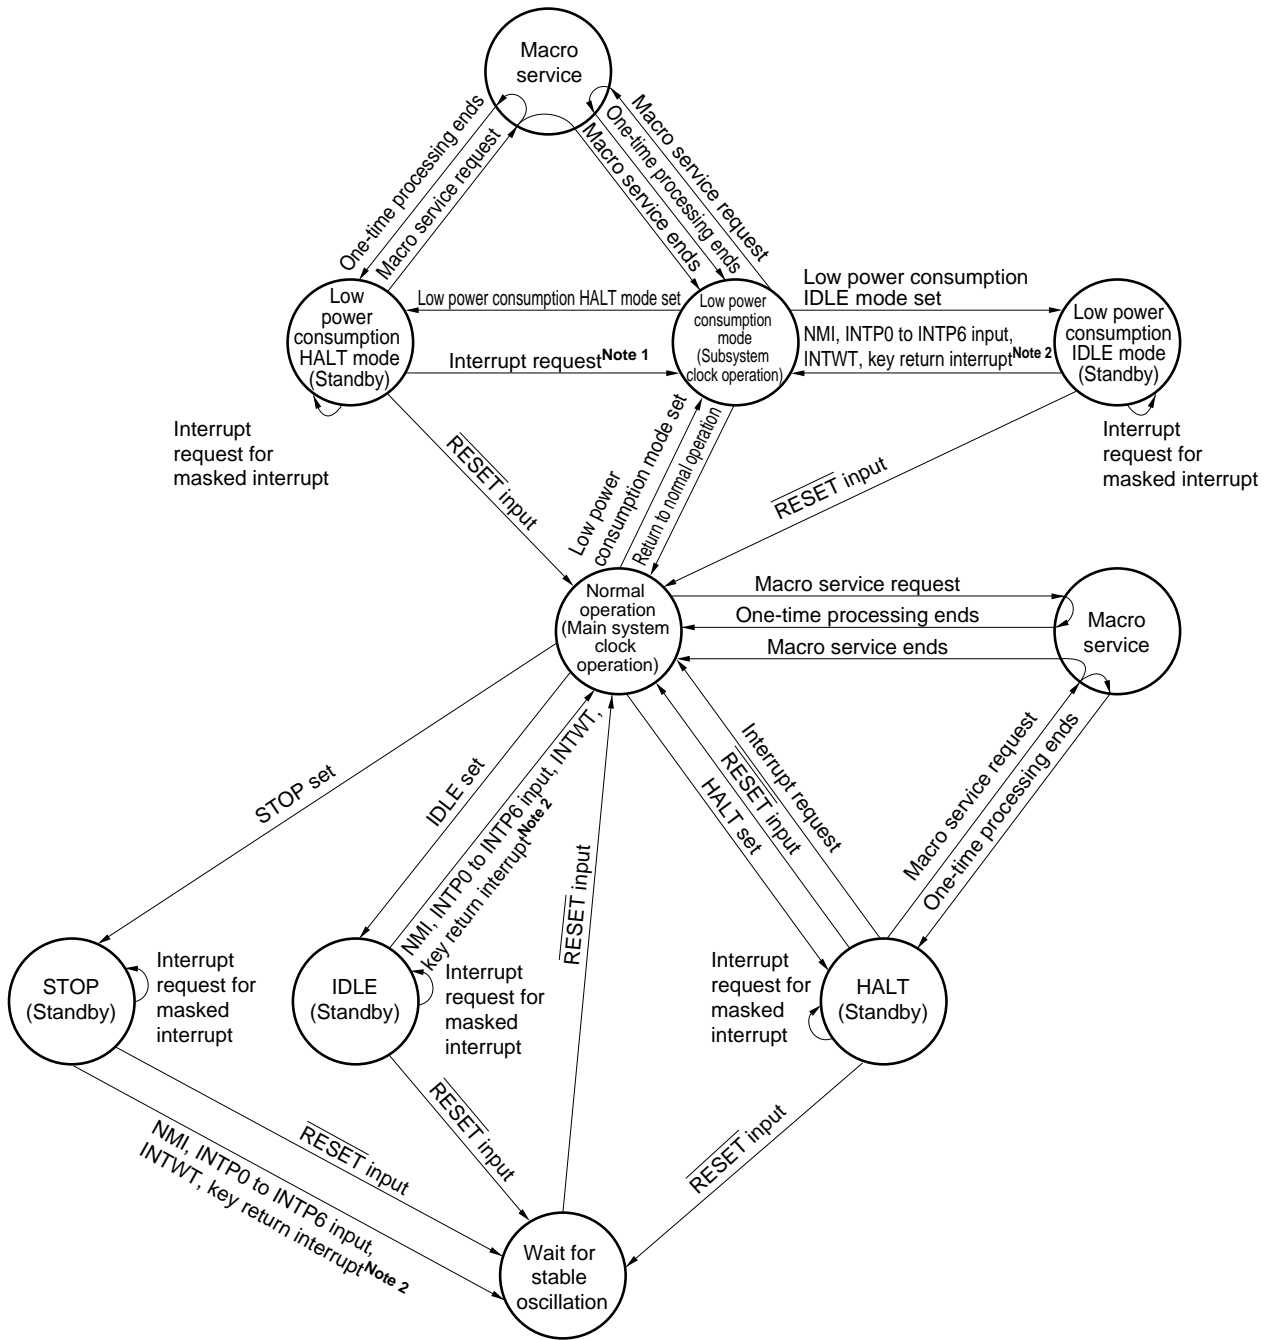 Macro
service
One-time processing ends
Macro service request
Macro service ends
One-time processing ends
Macro service request
Low
power
consumption
HALT mode
(Standby)
Low power consumption HALT mode set
Interrupt requestNote 1
Low power
consumption
mode
(Subsystem
clock operation)
Low power consumption
IDLE mode set
NMI, INTP0 to INTP6 input,
INTWT, key return interruptNote 2
Low power
consumption
IDLE mode
(Standby)
Interrupt
request for
masked interrupt
RESET input
Low power
consumption mode set
Return to normal operation
RESET input
Interrupt
request for
masked interrupt
Normal
operation
(Main system
clock
operation)
Macro service request
One-time processing ends
Macro service ends
Macro
service
STOP set
IDLE set
NMI, INTP0 to INTP6 input, INTWT,
key return interruptNote 2
RESET input
HALT set
RESET input
Interrupt request
Macro service request
One-time processing ends
STOP
(Standby)
Interrupt
request for
masked
interrupt
IDLE
(Standby)
Interrupt
request for
masked
interrupt
Interrupt
request for
masked
interrupt
HALT
(Standby)
RESET input
NMI, INTP0 to INTP6 input,
INTWT, key return interruptNote 2
RESET input
RESET input
Wait for
stable
oscillation